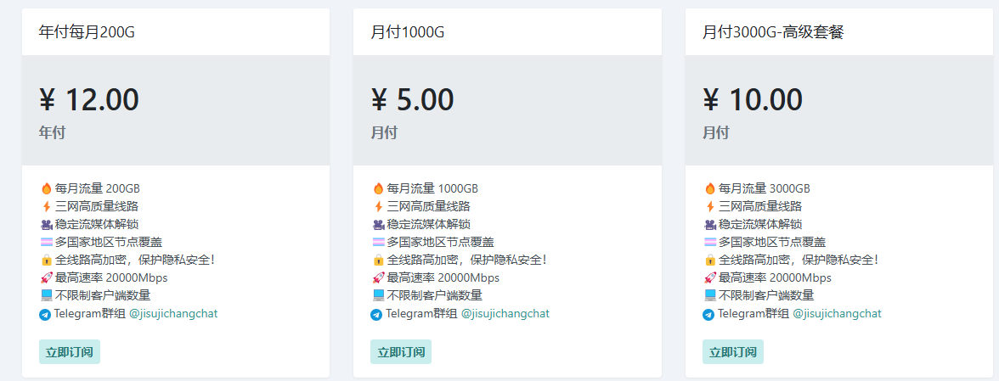 年付每月200G
¥ 12.00
年付
🔥每月流量 200GB
⚡三网高质量线路
🎥稳定流媒体解锁
多国家地区节点覆盖
🔒全线路高加密，保护隐私安全！
🚀最高速率 20000Mbps
💻不限制客户端数量
Telegram群组 @jisujichangchat
立即订阅
月付1000G
¥ 5.00
月付
🔥每月流量 1000GB
⚡三网高质量线路
🎥稳定流媒体解锁
多国家地区节点覆盖
🔒全线路高加密，保护隐私安全！
🚀最高速率 20000Mbps
💻不限制客户端数量
Telegram群组 @jisujichangchat
立即订阅
月付3000G-高级套餐
¥ 10.00
月付
🔥每月流量 3000GB
⚡三网高质量线路
🎥稳定流媒体解锁
多国家地区节点覆盖
🔒全线路高加密，保护隐私安全！
🚀最高速率 20000Mbps
💻不限制客户端数量
Telegram群组 @jisujichangchat
立即订阅